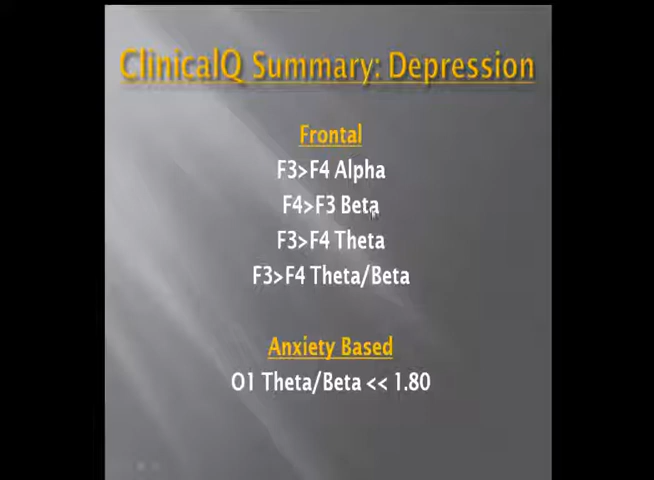 ClinicalQ Summary: Depression
Frontal
F3>F4 Alpha
F4>F3 Beta
F3>F4 Theta
F3>F4 Theta/Beta
Anxiety Based
O1 Theta/Beta << 1.80